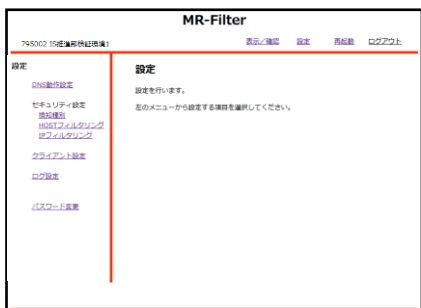 MR-Filter
795002 IS推進部検証環境1
表示／確認 設定 再起動 ログアウト
設定
DNS動作設定
セキュリティ設定
検知種別
HOSTフィルタリング
IPフィルタリング
クライアント設定
ログ設定
パスワード変更
設定
設定を行います。
左のメニューから設定する項目を選択してください。